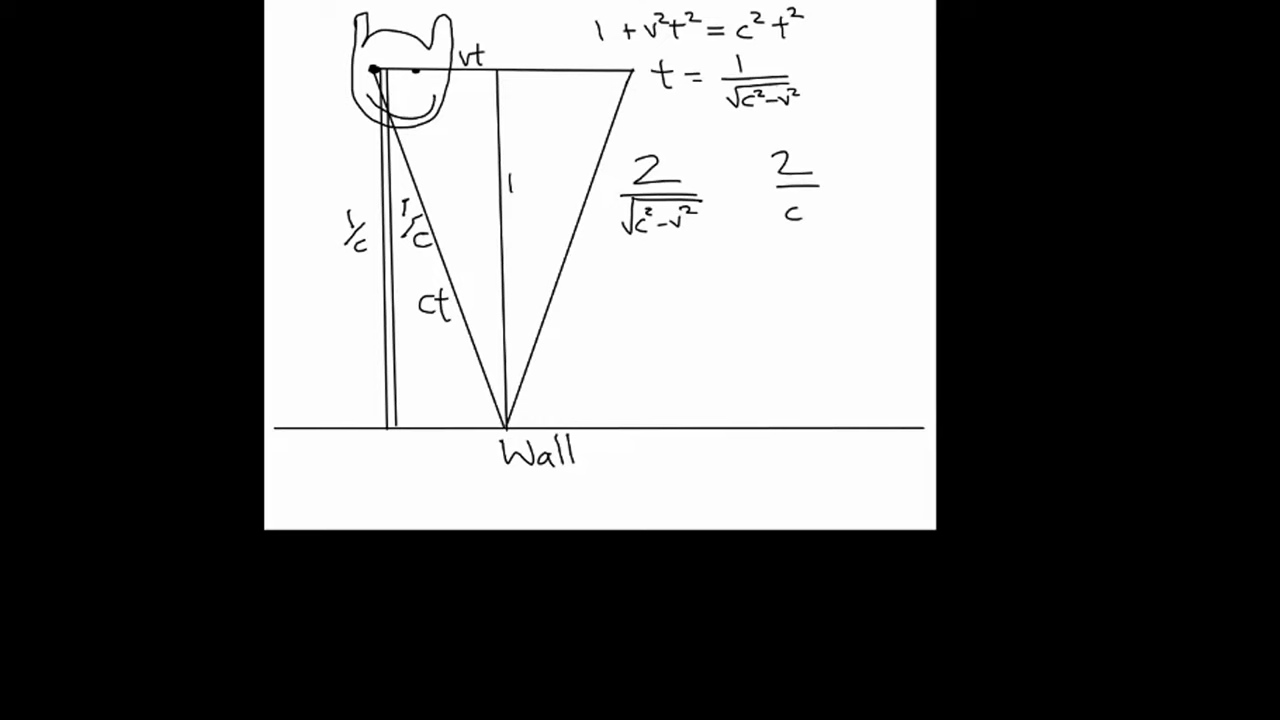 1 + v²t² = c²t²
vt
t = 1/√c²-v²
2/√c²-v² 2/c
1
1/c 1/c
ct
Wall